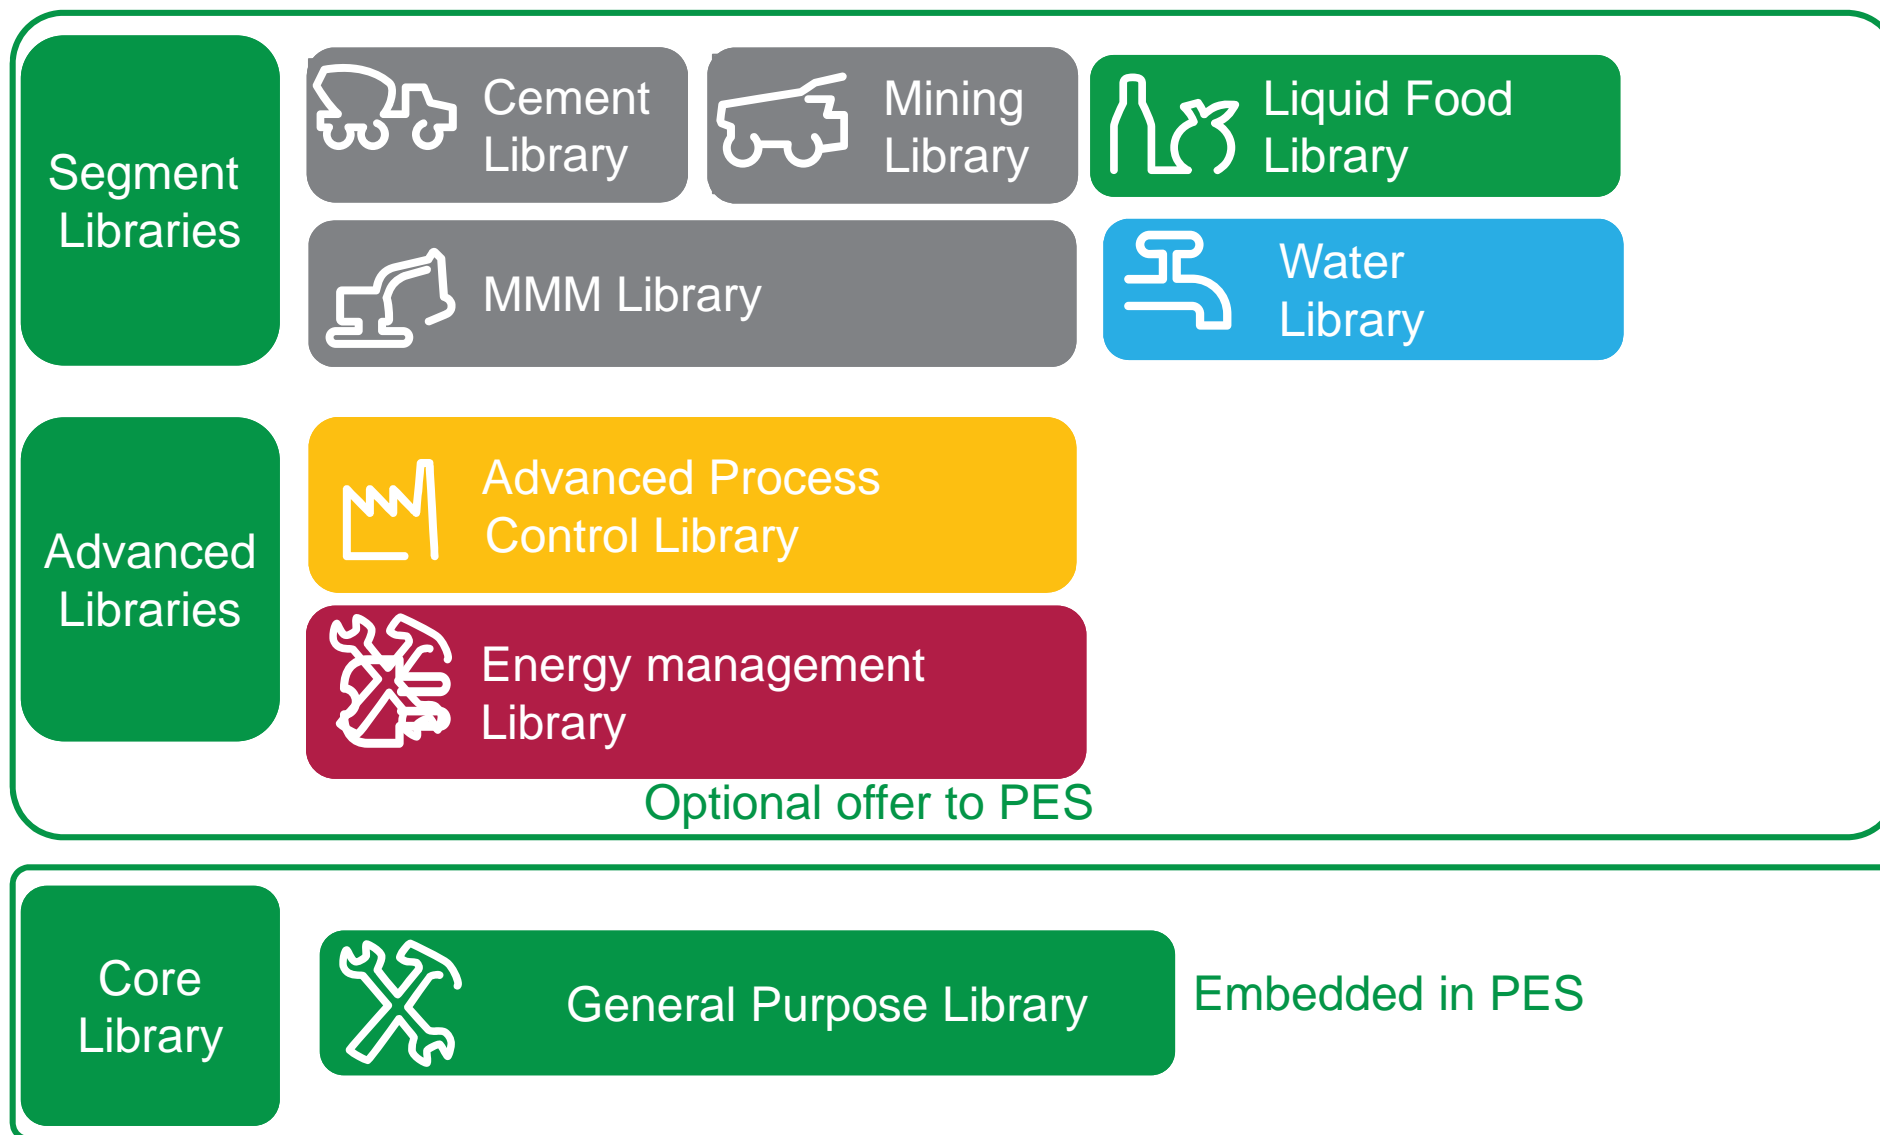 Segment
Libraries
Cement
Library
Mining
Library
Liquid Food
Library
MMM Library
Water
Library
Advanced
Libraries
Advanced Process
Control Library
Energy management
Library
Optional offer to PES
Core
Library
General Purpose Library
Embedded in PES